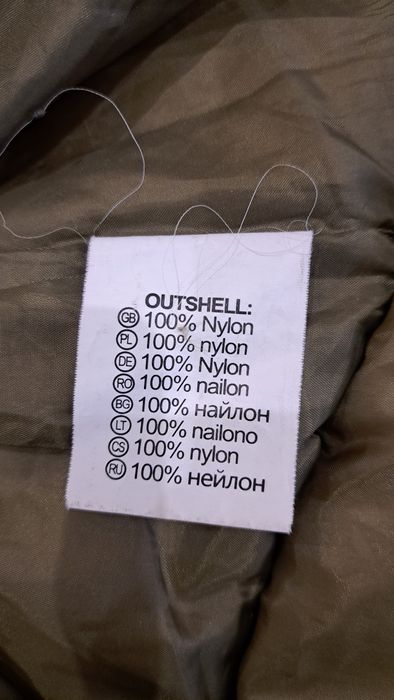 OUTSHELL:
GB 100% Nylon
PL 100% nylon
DE 100% Nylon
RO 100% nailon
BG 100% найлон
LT 100% nailono
CS 100% nylon
RU 100% нейлон